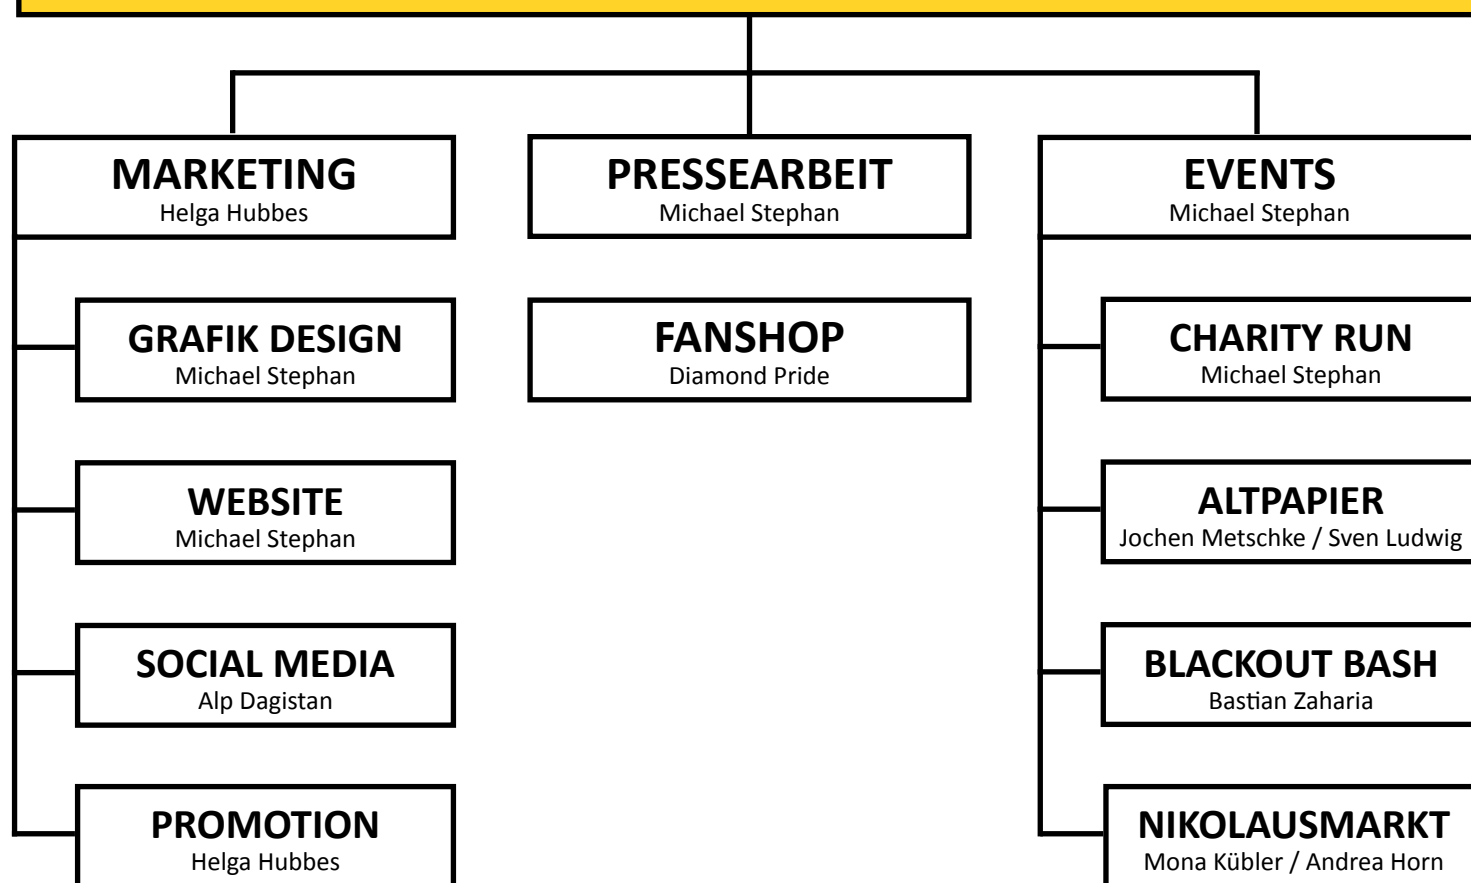 MARKETING
Helga Hubbes
GRAFIK DESIGN
Michael Stephan
WEBSITE
Michael Stephan
SOCIAL MEDIA
Alp Dagistan
PROMOTION
Helga Hubbes
PRESSEARBEIT
Michael Stephan
FANSHOP
Diamond Pride
EVENTS
Michael Stephan
CHARITY RUN
Michael Stephan
ALTPAPIER
Jochen Metschke / Sven Ludwig
BLACKOUT BASH
Bastian Zaharia
NIKOLAUSMARKT
Mona Kübler / Andrea Horn